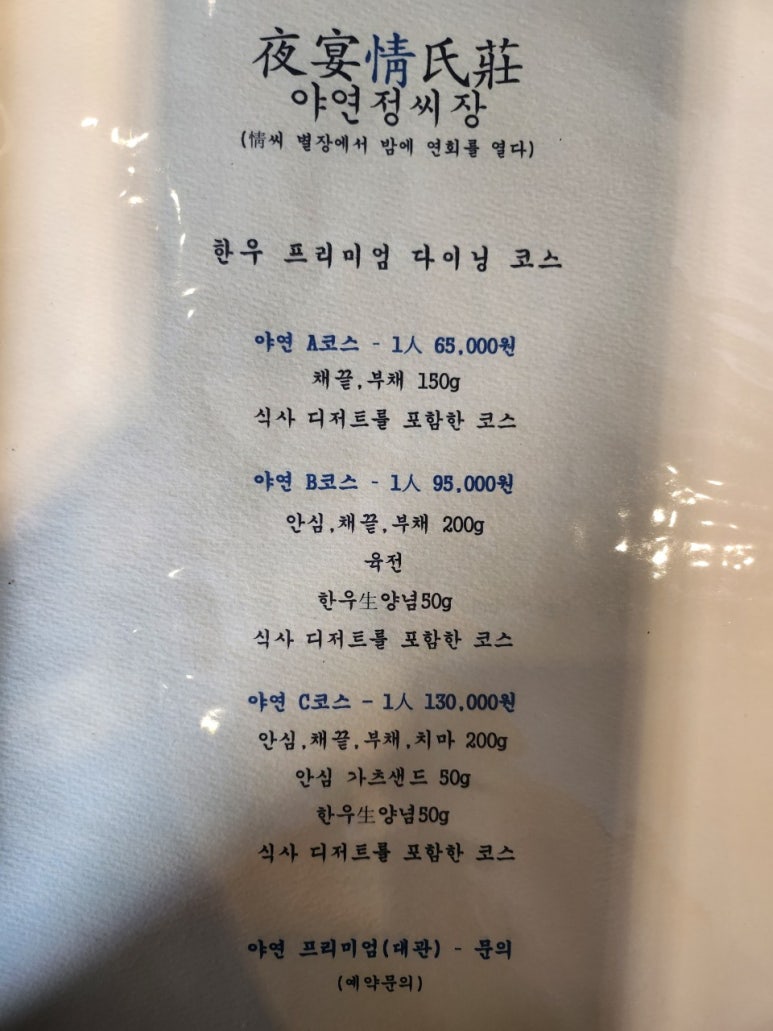 夜宴情氏莊
야연정씨장
(情씨 별장에서 밤에 연회를 열다)
한우 프리미엄 다이닝 코스
야연 A코스 - 1人 65,000원
채끝,부채 150g
식사 디저트를 포함한 코스
야연 B코스 - 1人 95,000원
안심,채끝,부채 200g
육전
한우生양념50g
식사 디저트를 포함한 코스
야연 C코스 - 1人 130,000원
안심,채끝,부채,치마 200g
안심 가츠샌드 50g
한우生양념50g
식사 디저트를 포함한 코스
야연 프리미엄(대관) - 문의
(예약문의)